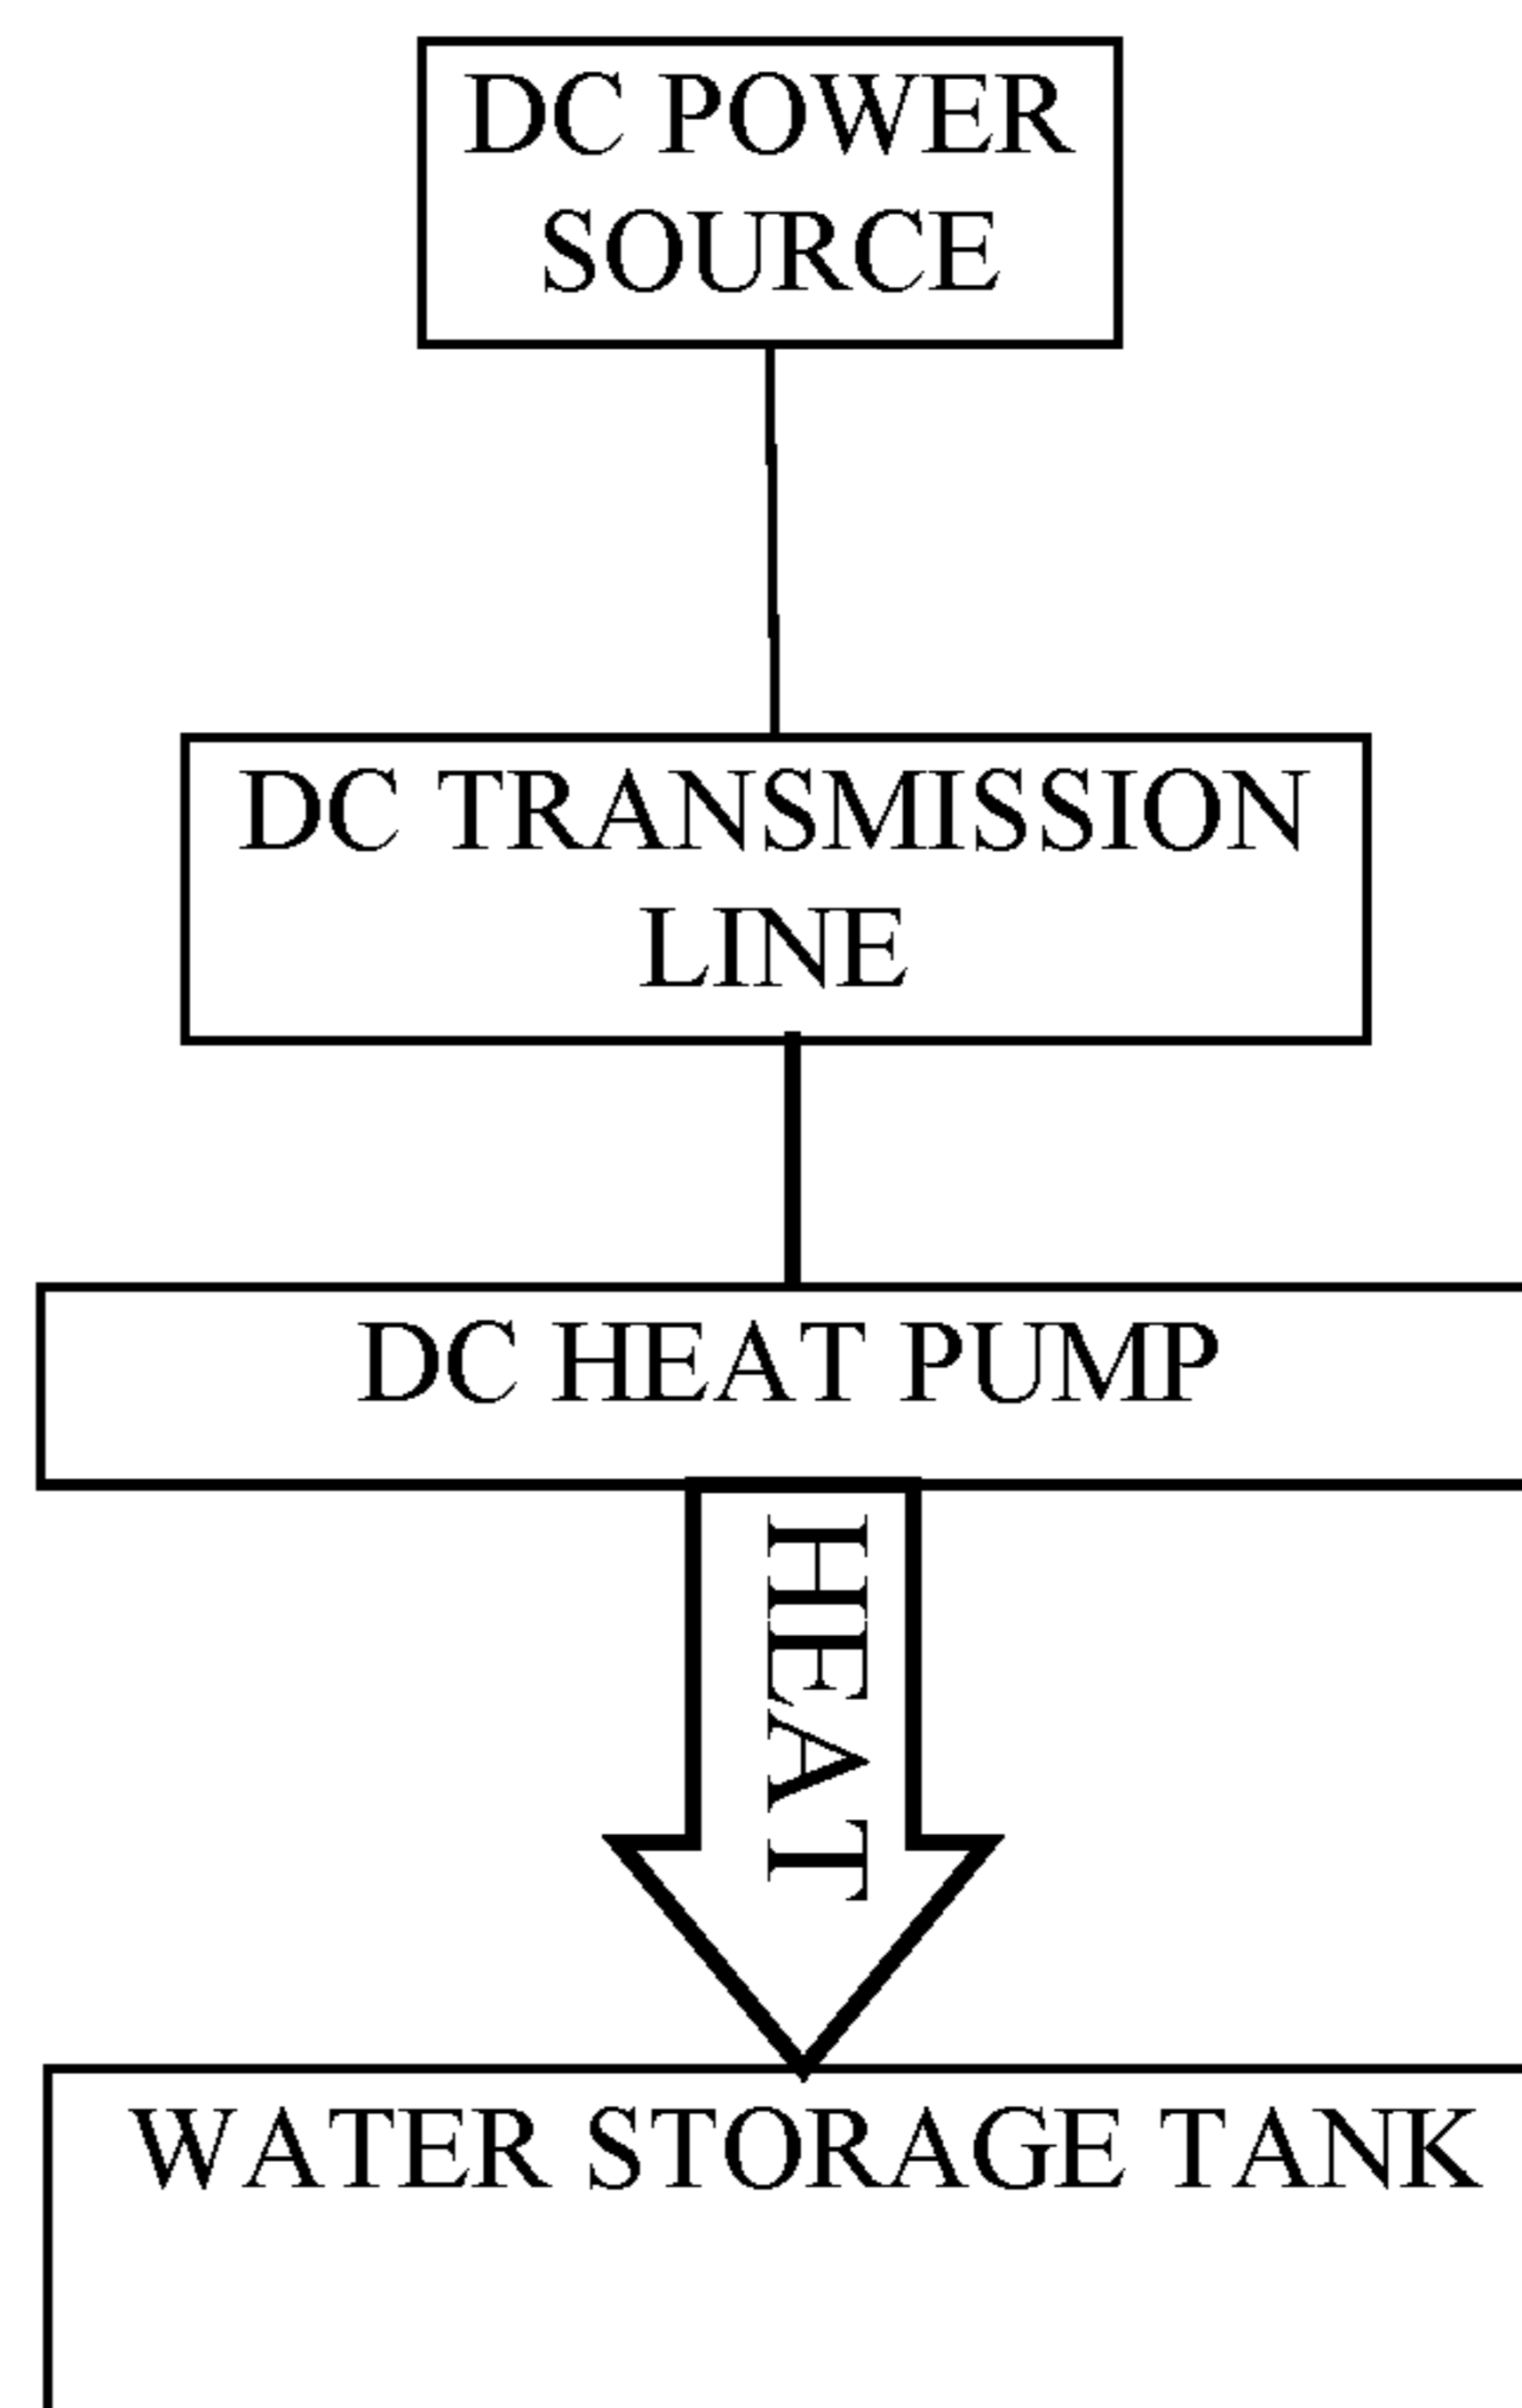 DC POWER
SOURCE
DC TRANSMISSION
LINE
DC HEAT PUMP
HEAT
WATER STORAGE TANK